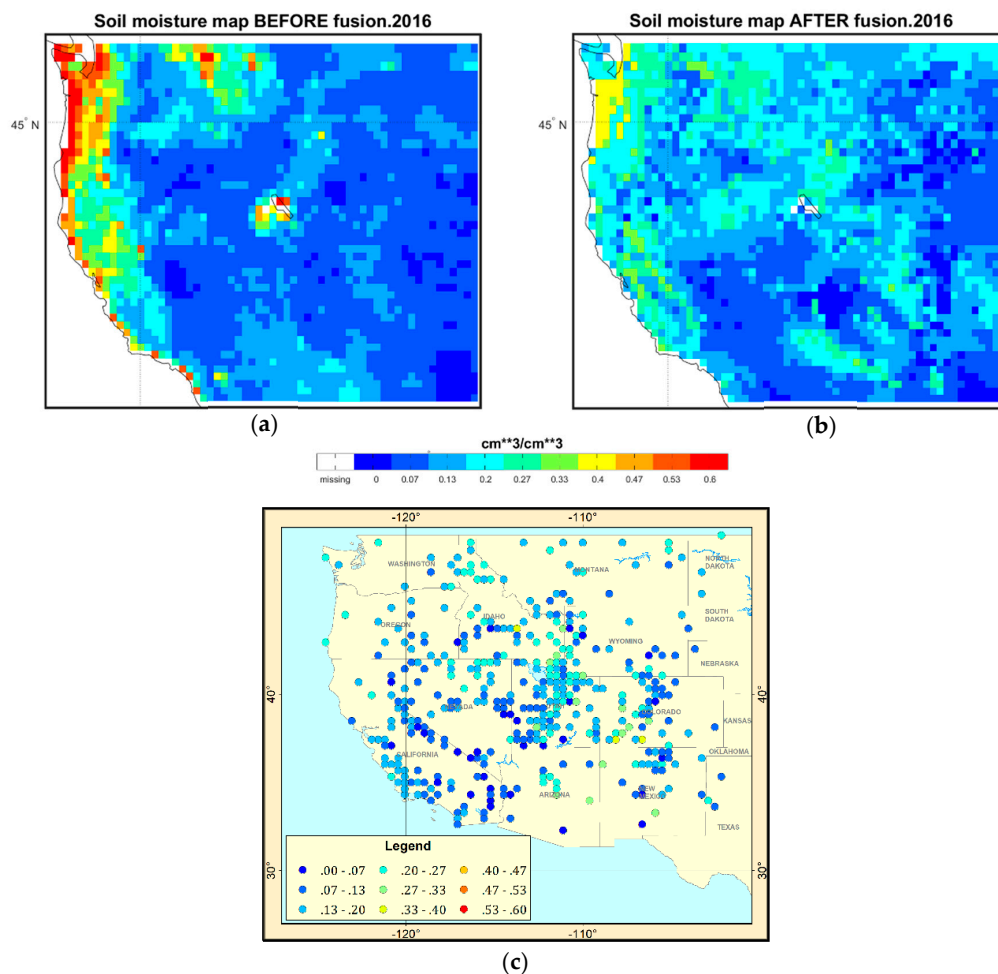 Soil moisture map BEFORE fusion.2016
Soil moisture map AFTER fusion.2016
45° N
45° N
(a)
(b)
cm**3/cm**3
missing 0 0.07 0.13 0.2 0.27 0.33 0.4 0.47 0.53 0.6
-120° -110°
WASHINGTON
MONTANA
NORTH
DAKOTA
OREGON
IDAHO
SOUTH
DAKOTA
WYOMING
NEBRASKA
40° 40°
COLORADO
KANSAS
CALIFORNIA
OKLAHOMA
ARIZONA
NEW
MEXICO
TEXAS
30° 30°
Legend
.00 - .07 .20 - .27 .40 - .47
.07 - .13 .27 - .33 .47 - .53
.13 - .20 .33 - .40 .53 - .60
-120° -110°
(c)